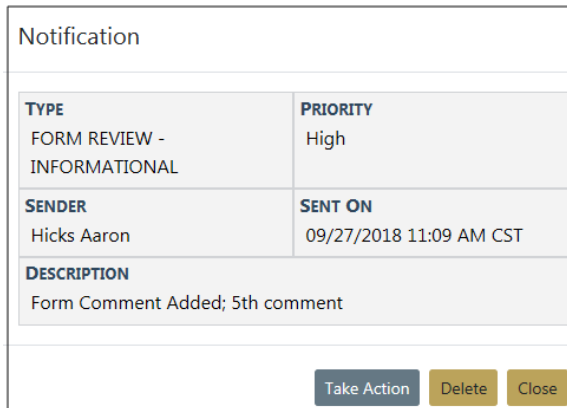 Notification
TYPE
PRIORITY
FORM REVIEW -
INFORMATIONAL
High
SENDER
SENT ON
Hicks Aaron
09/27/2018 11:09 AM CST
DESCRIPTION
Form Comment Added; 5th comment
Take Action
Delete
Close